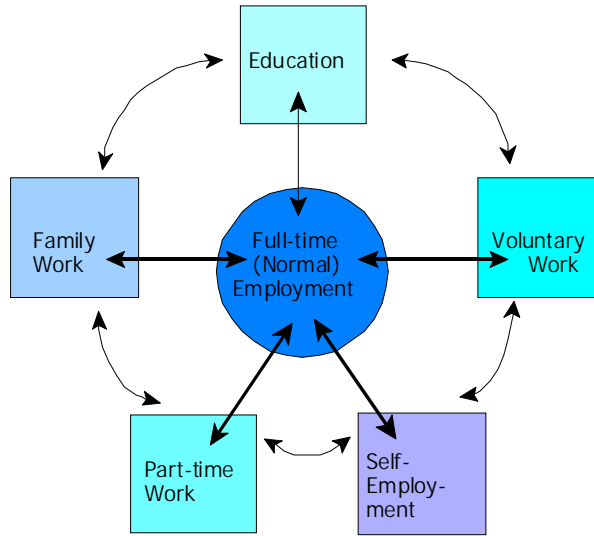 Education
Family
Work
Full-time
(Normal)
Employment
Voluntary
Work
Part-time
Work
Self-
Employ-
ment